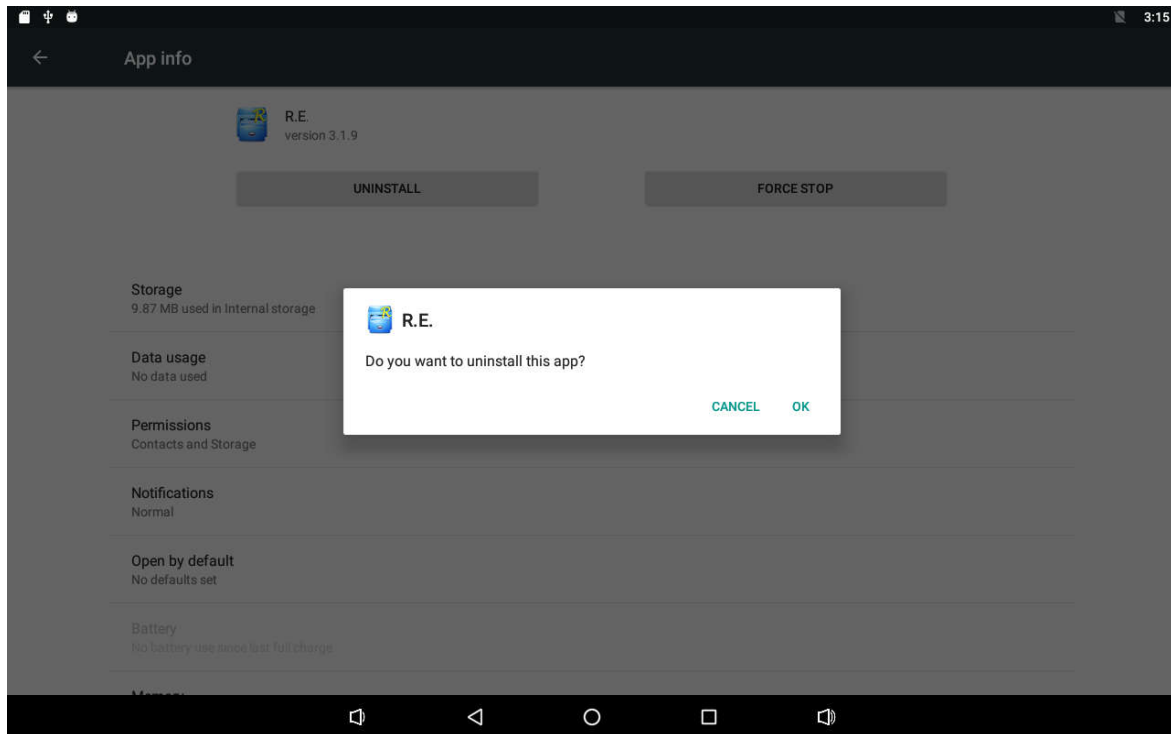 3:15
App info
R.E.
version 3.1.9
UNINSTALL
FORCE STOP
Storage
9.87 MB used in Internal storage
R.E.
Do you want to uninstall this app?
CANCEL OK
Data usage
No data used
Permissions
Contacts and Storage
Notifications
Normal
Open by default
No defaults set
Battery
No battery use since last full charge
Memory